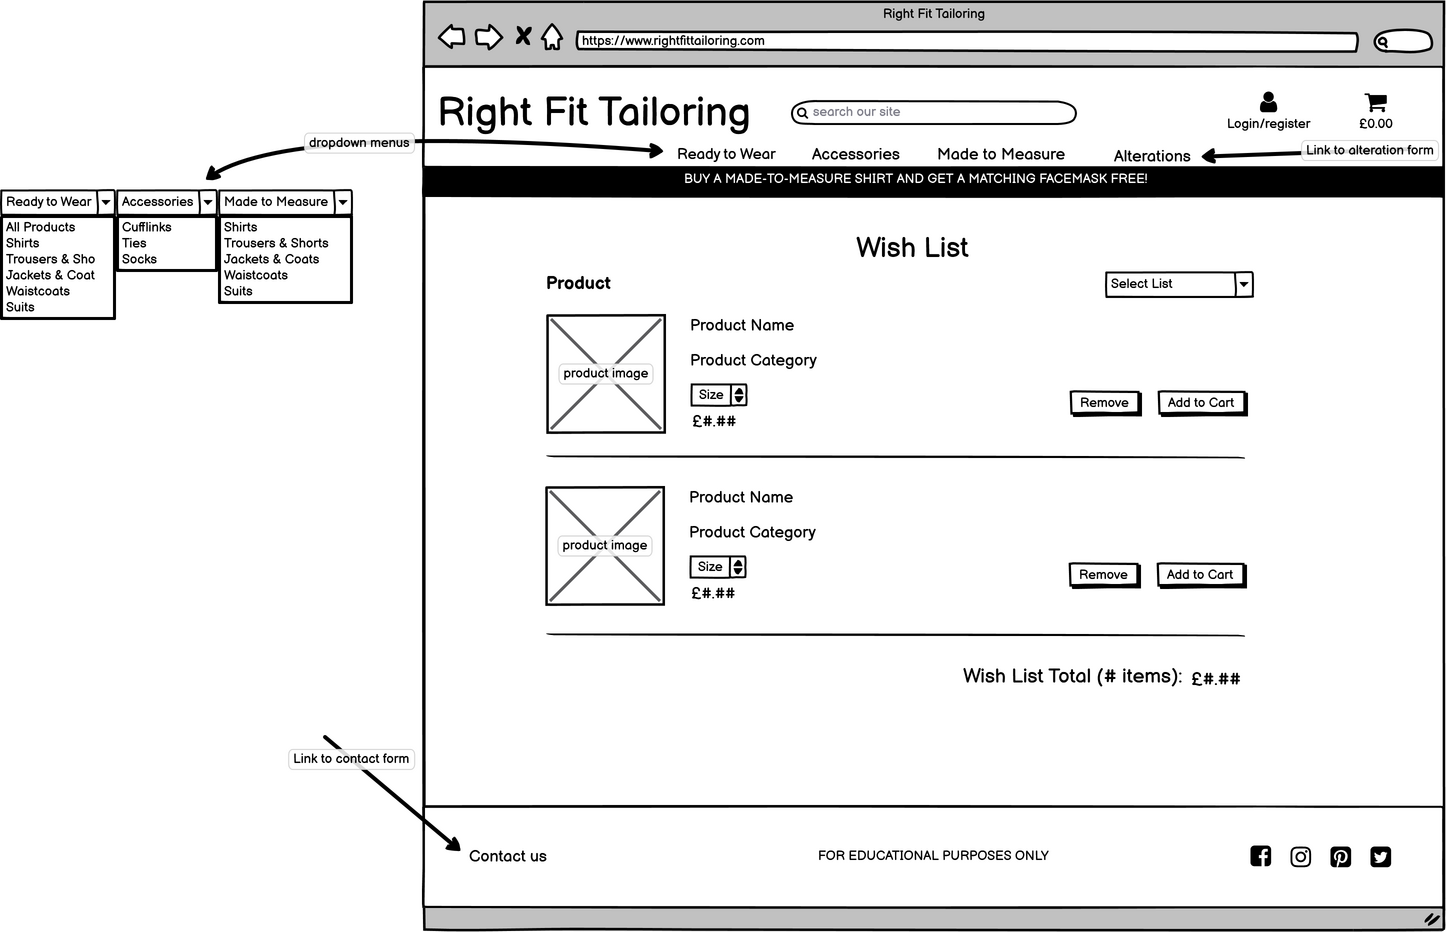 Right Fit Tailoring
https://www.rightfittailoring.com
Right Fit Tailoring
search our site
Login/register
£0.00
dropdown menus
Ready to Wear
Accessories
Made to Measure
Alterations
Link to alteration form
BUY A MADE-TO-MEASURE SHIRT AND GET A MATCHING FACEMASK FREE!
Ready to Wear
All Products
Shirts
Trousers & Sho
Jackets & Coat
Waistcoats
Suits
Accessories
Cufflinks
Ties
Socks
Made to Measure
Shirts
Trousers & Shorts
Jackets & Coats
Waistcoats
Suits
Wish List
Product
Select List
product image
Product Name
Product Category
Size
£#.##
Remove
Add to Cart
product image
Product Name
Product Category
Size
£#.##
Remove
Add to Cart
Wish List Total (# items): £#.##
Link to contact form
Contact us
FOR EDUCATIONAL PURPOSES ONLY